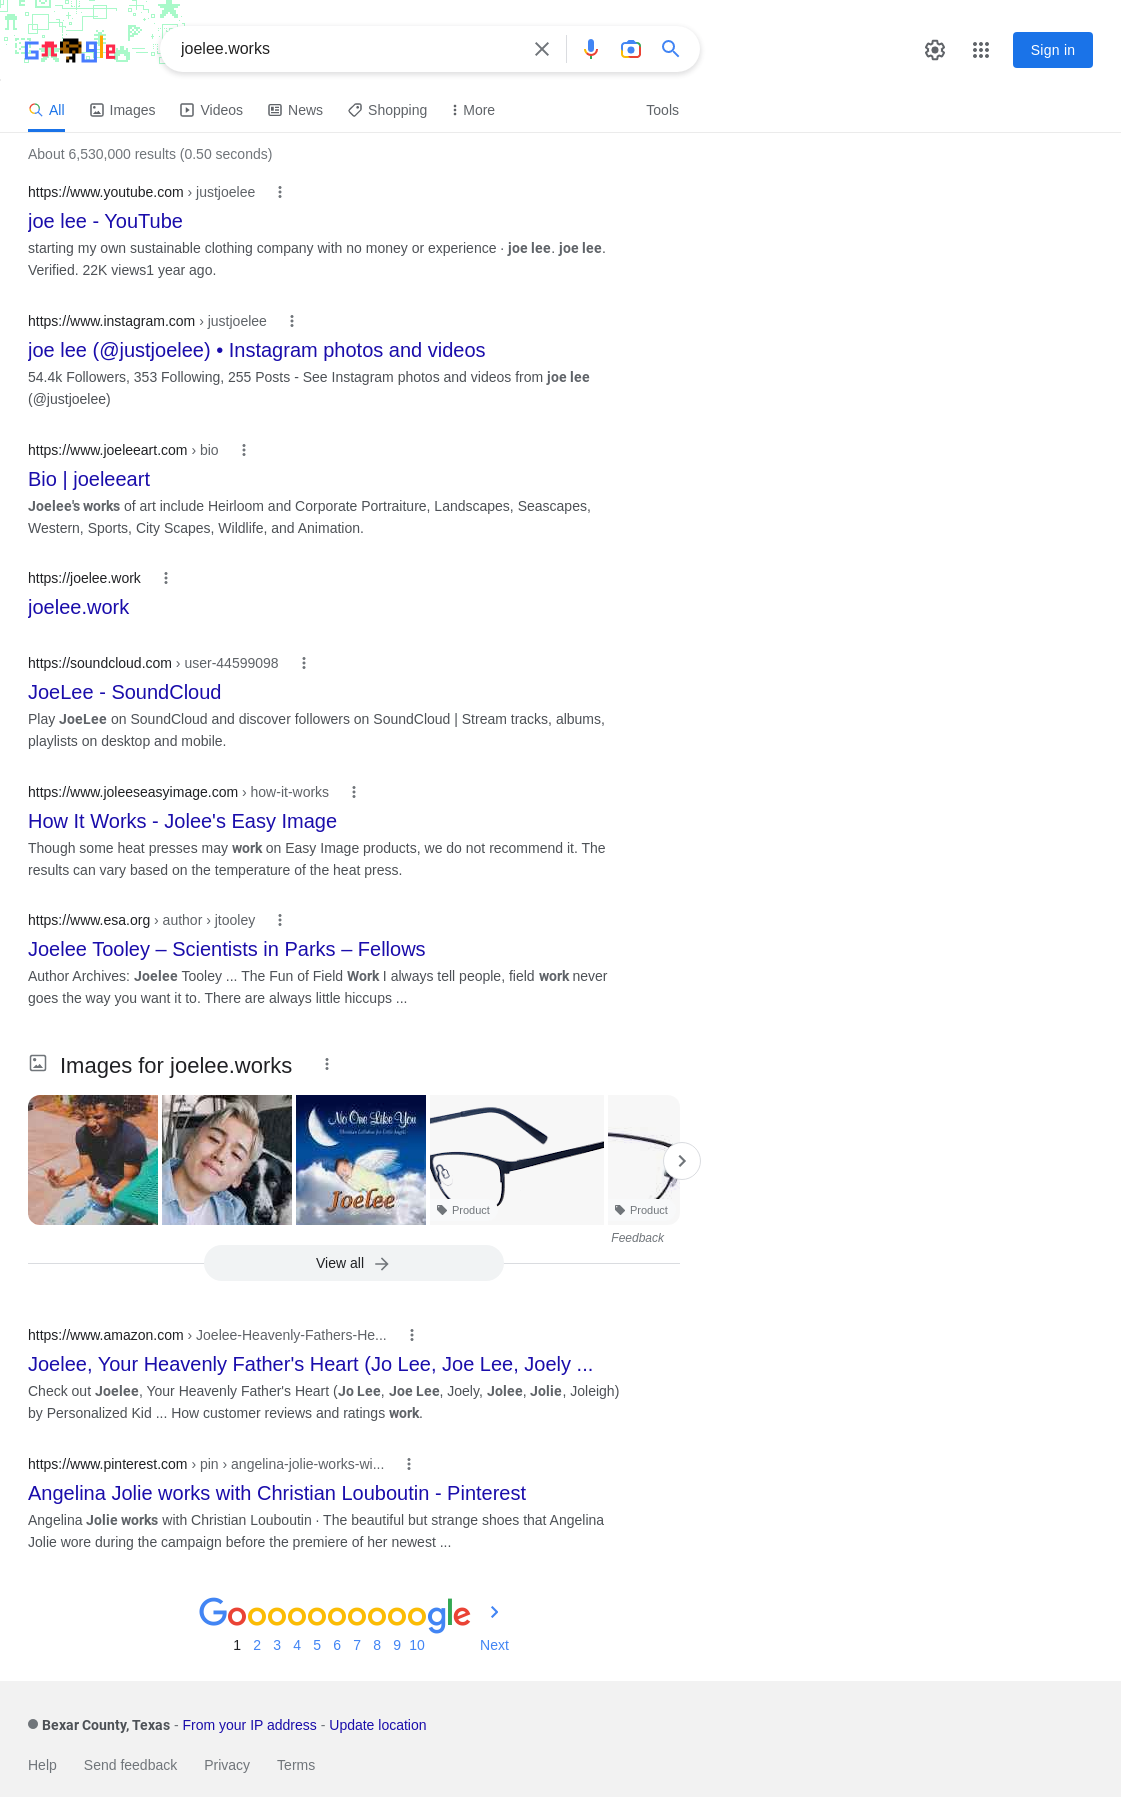 joelee.works
Sign in
All Images Videos News Shopping More Tools
About 6,530,000 results (0.50 seconds)
https://www.youtube.com › justjoelee
joe lee - YouTube
starting my own sustainable clothing company with no money or experience · joe lee. joe lee.
Verified. 22K views1 year ago.
https://www.instagram.com › justjoelee
joe lee (@justjoelee) • Instagram photos and videos
54.4k Followers, 353 Following, 255 Posts - See Instagram photos and videos from joe lee
(@justjoelee)
https://www.joeleeart.com › bio
Bio | joeleeart
Joelee's works of art include Heirloom and Corporate Portraiture, Landscapes, Seascapes,
Western, Sports, City Scapes, Wildlife, and Animation.
https://joelee.work
joelee.work
https://soundcloud.com › user-44599098
JoeLee - SoundCloud
Play JoeLee on SoundCloud and discover followers on SoundCloud | Stream tracks, albums,
playlists on desktop and mobile.
https://www.joleeseasyimage.com › how-it-works
How It Works - Jolee's Easy Image
Though some heat presses may work on Easy Image products, we do not recommend it. The
results can vary based on the temperature of the heat press.
https://www.esa.org › author › jtooley
Joelee Tooley – Scientists in Parks – Fellows
Author Archives: Joelee Tooley ... The Fun of Field Work I always tell people, field work never
goes the way you want it to. There are always little hiccups ...
Images for joelee.works
No One Like You
Christian Lullabies for Little Angels
Joelee
Product
Product
Feedback
View all
https://www.amazon.com › Joelee-Heavenly-Fathers-He...
Joelee, Your Heavenly Father's Heart (Jo Lee, Joe Lee, Joely ...
Check out Joelee, Your Heavenly Father's Heart (Jo Lee, Joe Lee, Joely, Jolee, Jolie, Joleigh)
by Personalized Kid ... How customer reviews and ratings work.
https://www.pinterest.com › pin › angelina-jolie-works-wi...
Angelina Jolie works with Christian Louboutin - Pinterest
Angelina Jolie works with Christian Louboutin · The beautiful but strange shoes that Angelina
Jolie wore during the campaign before the premiere of her newest ...
Goooooooooogle
1 2 3 4 5 6 7 8 9 10 Next
Bexar County, Texas - From your IP address - Update location
Help Send feedback Privacy Terms